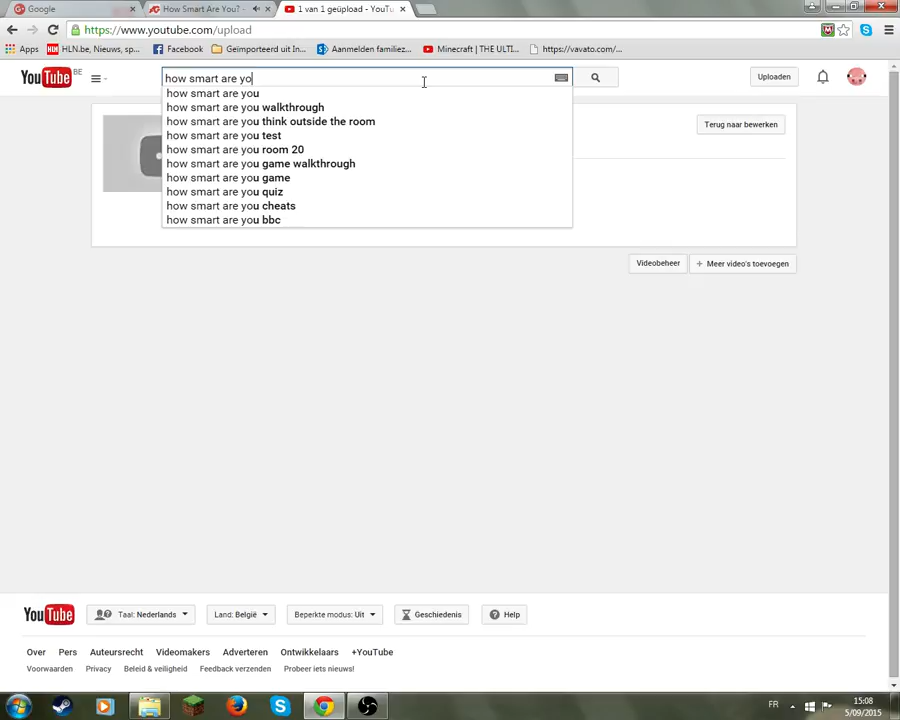 Google
How Smart Are You? -
1 van 1 geüpload - YouTu
https://www.youtube.com/upload
Apps
HLN.be, Nieuws, sp...
Facebook
Geïmporteerd uit In...
Aanmelden familiez...
Minecraft | THE ULTI...
https://vavato.com/...
YouTube BE
how smart are yo
Uploaden
how smart are you
how smart are you walkthrough
how smart are you think outside the room
how smart are you test
how smart are you room 20
how smart are you game walkthrough
how smart are you game
how smart are you quiz
how smart are you cheats
how smart are you bbc
Terug naar bewerken
Videobeheer
+ Meer video's toevoegen
YouTube
Taal: Nederlands
Land: België
Beperkte modus: Uit
Geschiedenis
Help
Over
Pers
Auteursrecht
Videomakers
Adverteren
Ontwikkelaars
+YouTube
Voorwaarden
Privacy
Beleid & veiligheid
Feedback verzenden
Probeer iets nieuws!
FR
15:08
5/09/2015